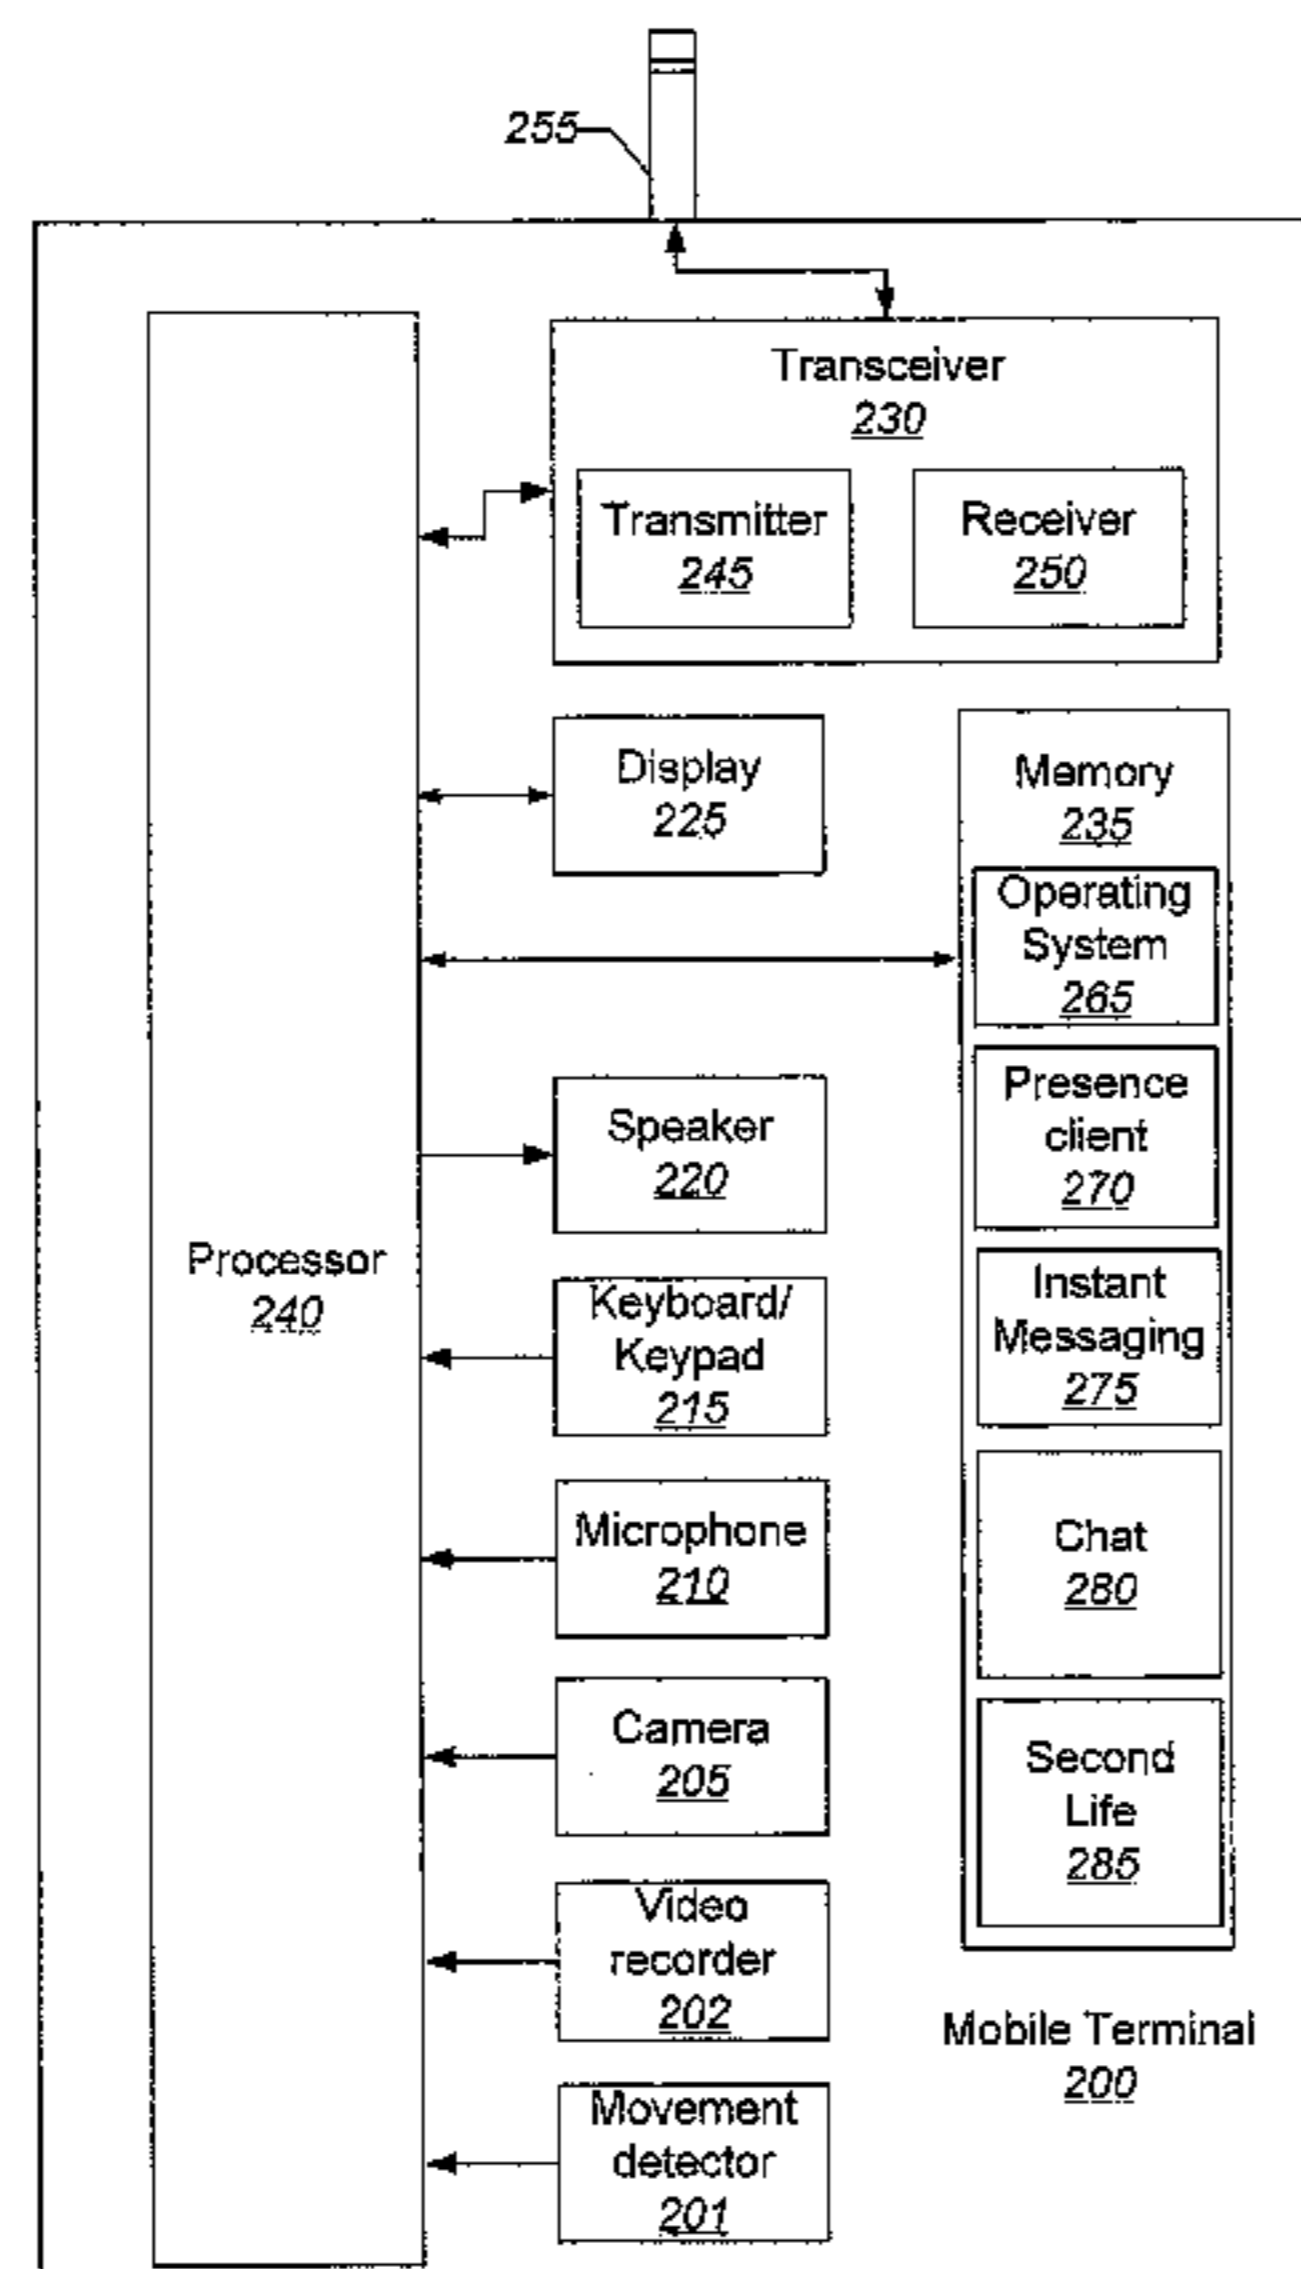 255
Transceiver
230
Transmitter
245
Receiver
250
Display
225
Memory
235
Operating
System
265
Presence
client
270
Speaker
220
Processor
240
Keyboard/
Keypad
215
Instant
Messaging
275
Microphone
210
Chat
280
Camera
205
Second
Life
285
Video
recorder
202
Mobile Terminal
200
Movement
detector
201